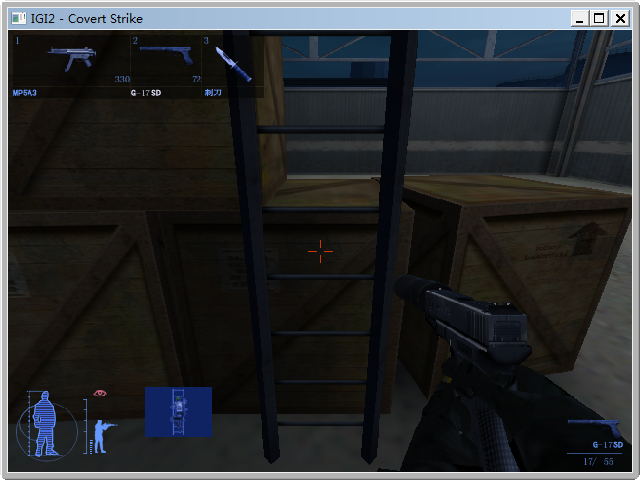 IGI2 - Covert Strike
1 2 3
330 72
MP5A3 G-17SD 刺刀
G-17SD
17/ 55